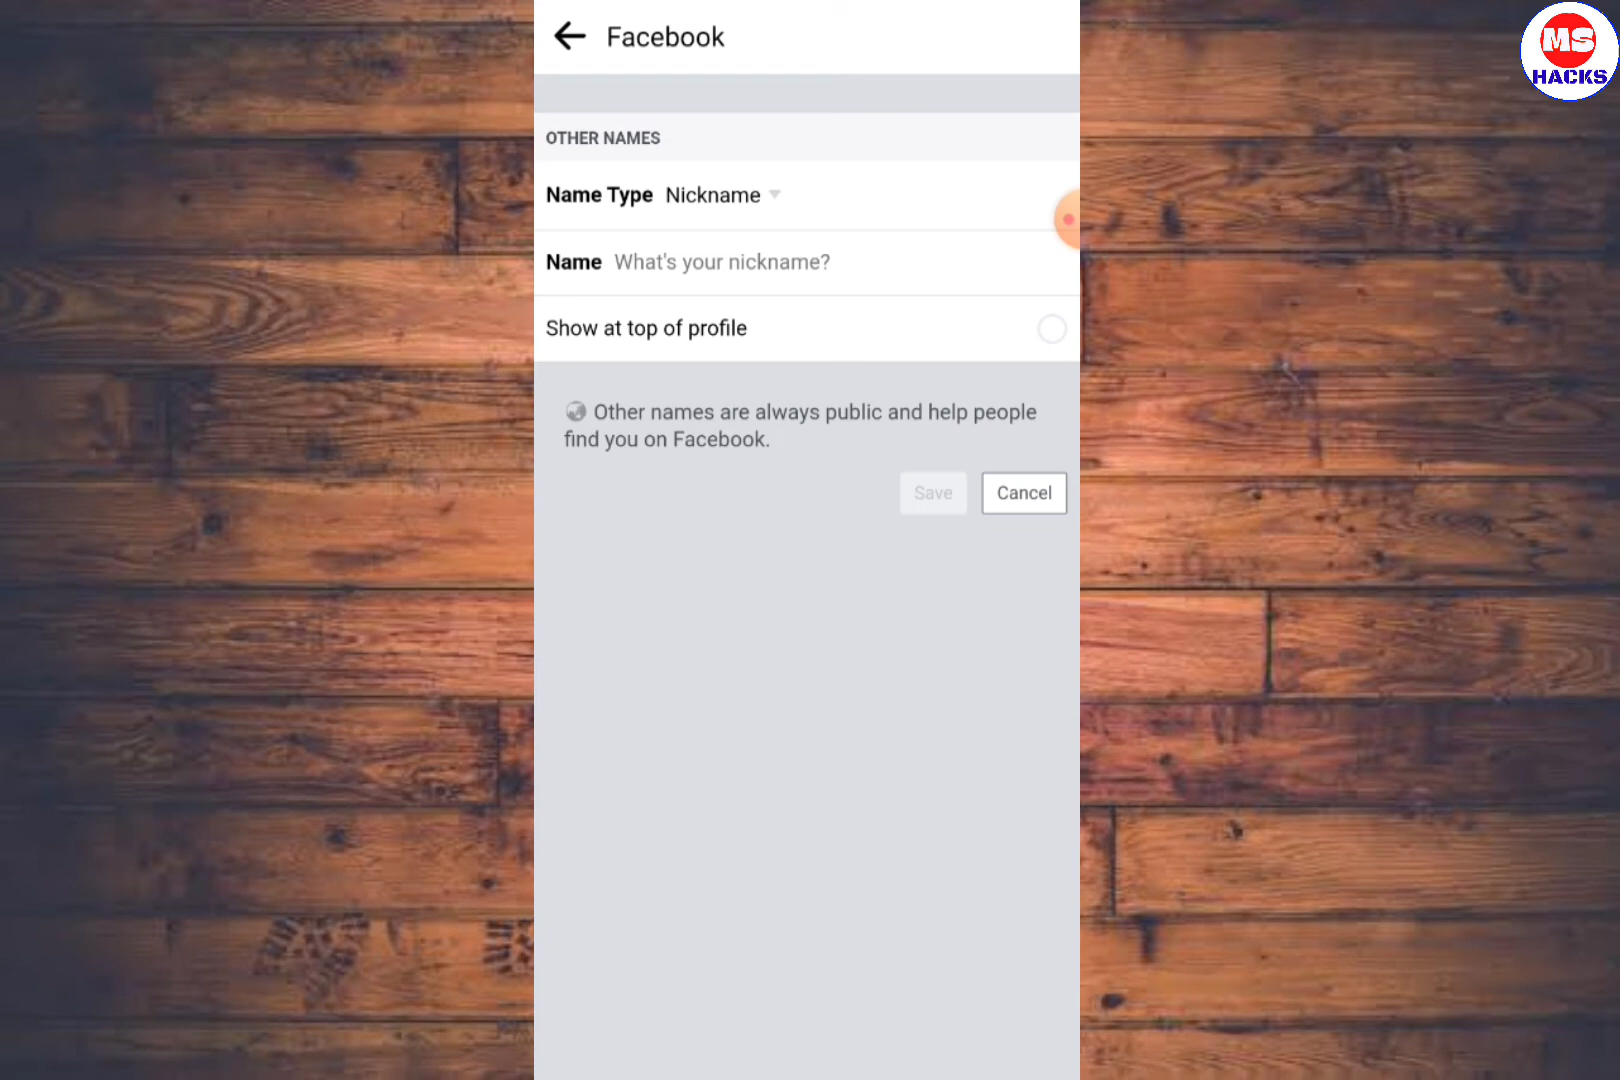 Facebook
MS
HACKS
OTHER NAMES
Name Type Nickname
Name What's your nickname?
Show at top of profile
Other names are always public and help people
find you on Facebook.
Save Cancel